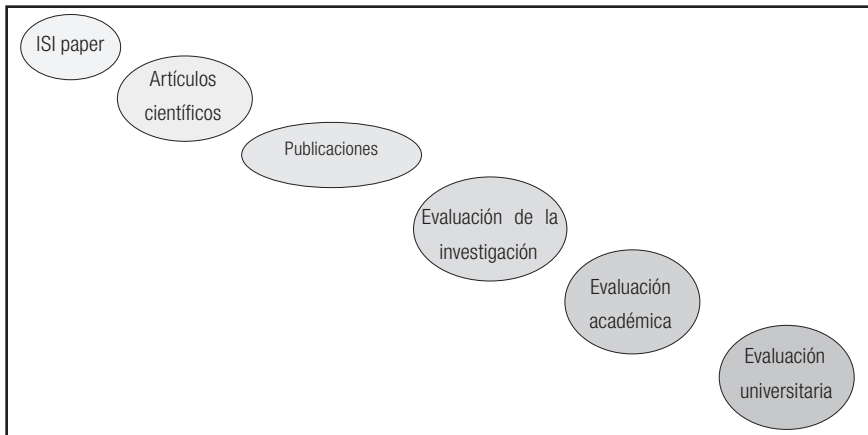 ISI paper
Artículos
científicos
Publicaciones
Evaluación de la
investigación
Evaluación
académica
Evaluación
universitaria